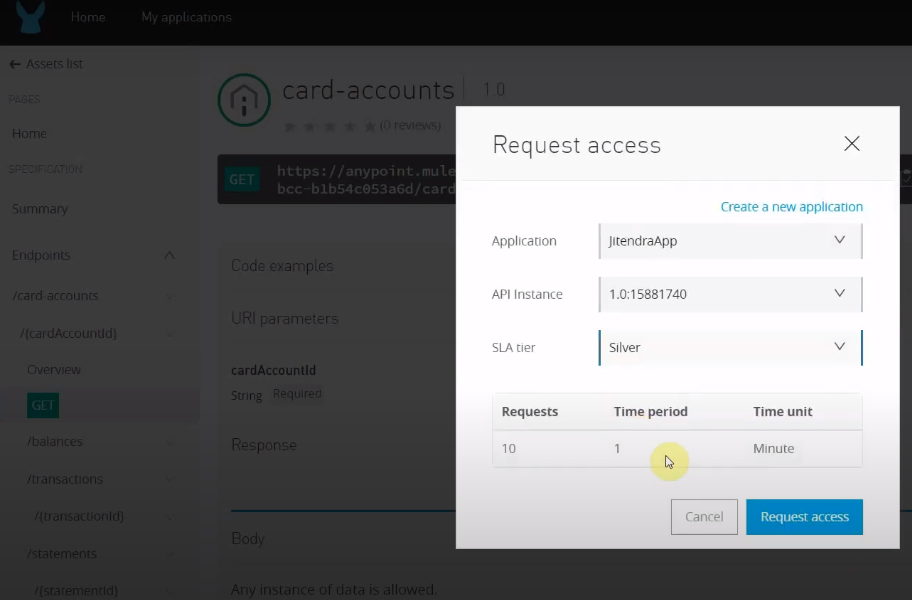 Home
My applications
Assets list
PAGES
Home
SPECIFICATION
Summary
Endpoints
/card-accounts
/{cardAccountId}
Overview
GET
/balances
/transactions
/{transactionId}
/statements
/{statementId}
card-accounts 1.0
(0 reviews)
GET
https://anypoint.mule
bcc-b1b54c053a6d/card
Code examples
URI parameters
cardAccountId
String Required
Response
Body
Any instance of data is allowed.
Request access
Create a new application
Application JitendraApp
API Instance 1.0:15881740
SLA tier Silver
Requests Time period Time unit
10 1 Minute
Cancel Request access